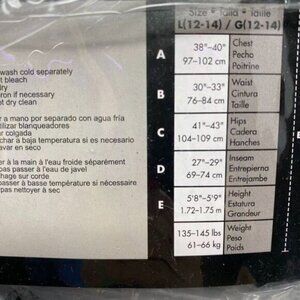 Size • Talla • Taille
L(12-14) / G(12-14)
A
38"-40"
97-102 cm
Chest
Pecho
Poitrine
B
30"-33"
76-84 cm
Waist
Cintura
Taille
C
41"-43"
104-109 cm
Hips
Cadera
Hanches
D
27"-29"
69-74 cm
Inseam
Entrepierna
Entrejambe
E
5'8"-5'9"
1.72-1.75 m
Height
Estatura
Grandeur
135-145 lbs
61-66 kg
Weight
Peso
Poids
wash cold separately
t bleach
ry
ron if necessary
et dry clean
r a mano por separado con agua fría
tilizar blanqueadores
ar colgada
char a baja temperatura si es necesario
avar en seco
er à la main à l'eau froide séparément
passer à l'eau de javel
chage sur corde
passer à basse température si nécessaire
pas nettoyer à sec